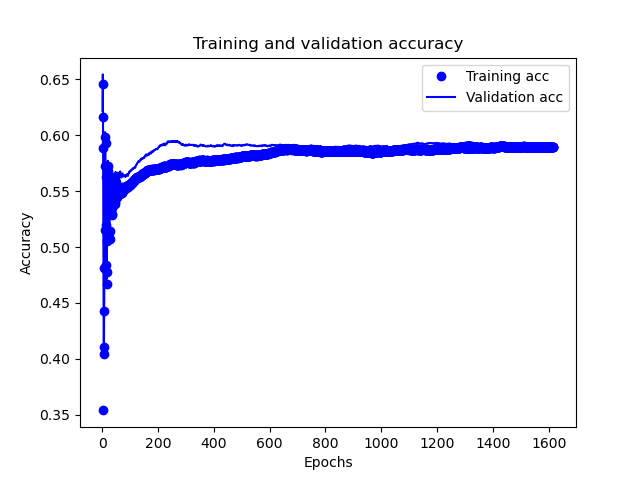 Training and validation accuracy
Training acc
Validation acc
0.65
0.60
0.55
0.50
0.45
0.40
0.35
Accuracy
0 200 400 600 800 1000 1200 1400 1600
Epochs